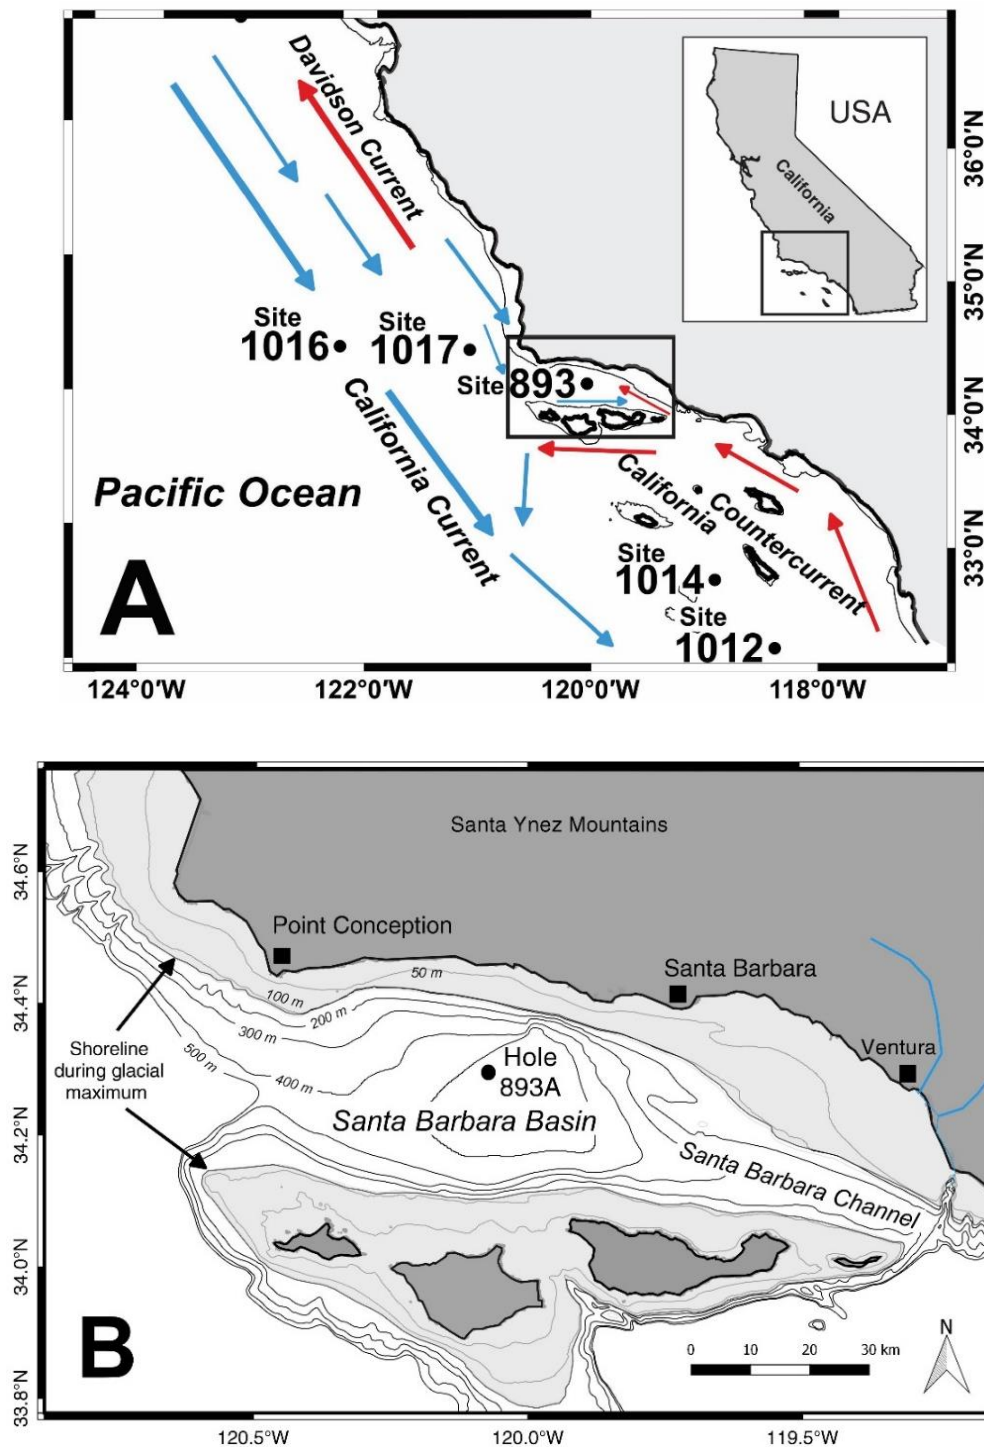 Davidson Current
USA
California
36°0'N
35°0'N
34°0'N
33°0'N
Site
1016
Site
1017
Site 893
California Current
Pacific Ocean
California
Countercurrent
Site
1014
Site
1012
A
124°0'W
122°0'W
120°0'W
118°0'W
34.6°N
34.4°N
34.2°N
34.0°N
33.8°N
Santa Ynez Mountains
Point Conception
50 m
100 m
200 m
300 m
500 m
400 m
Santa Barbara
Ventura
Shoreline
during glacial
maximum
Hole
893A
Santa Barbara Basin
Santa Barbara Channel
B
0 10 20 30 km
N
120.5°W
120.0°W
119.5°W